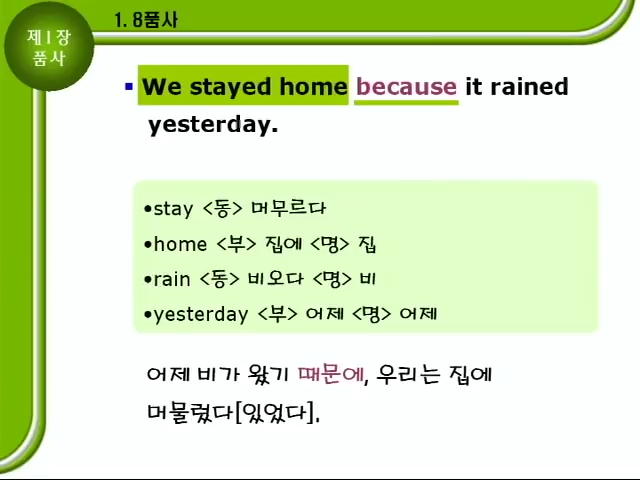 1. 8품사
제1장
품사
We stayed home because it rained
yesterday.
•stay <동> 머무르다
•home <부> 집에 <명> 집
•rain <동> 비오다 <명> 비
•yesterday <부> 어제 <명> 어제
어제 비가 왔기 때문에, 우리는 집에
머물렀다[있었다].